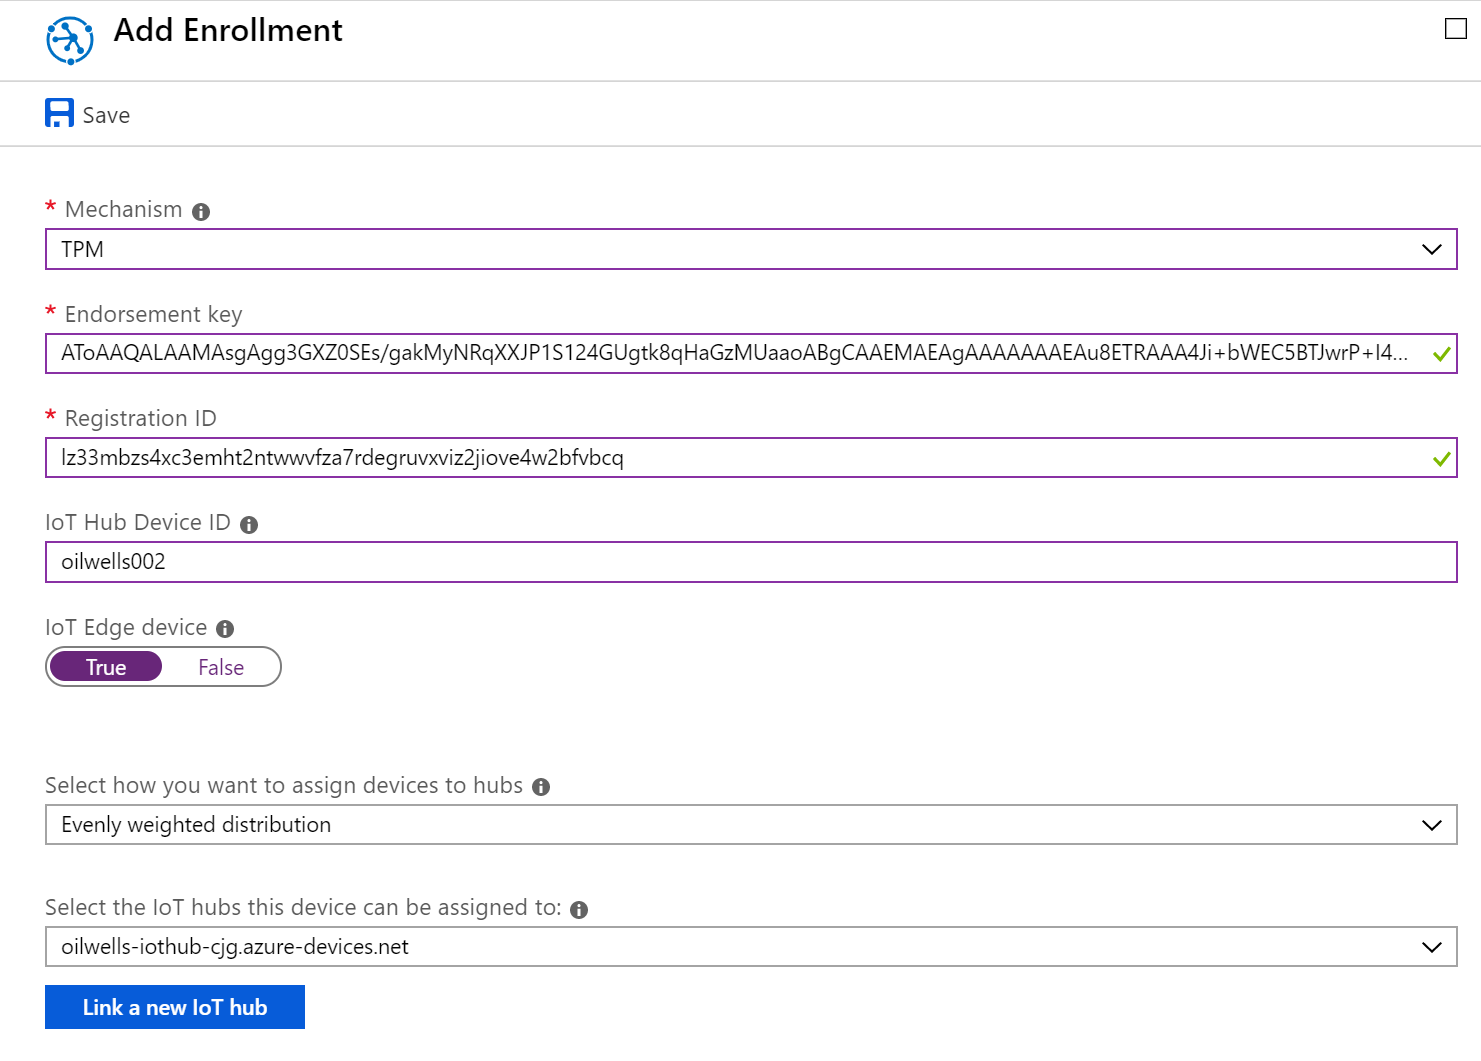 Add Enrollment
Save
* Mechanism
TPM
* Endorsement key
AToAAQALAAMAsgAgg3GXZ0SEs/gakMyNRqXXJP1S124GUgtk8qHaGzMUaaoABgCAAEMAEAgAAAAAAAEAu8ETRAAA4Ji+bWEC5BTJwrP+I4...
* Registration ID
lz33mbzs4xc3emht2ntwwvfza7rdegruvxviz2jiove4w2bfvbcq
IoT Hub Device ID
oilwells002
IoT Edge device
True False
Select how you want to assign devices to hubs
Evenly weighted distribution
Select the IoT hubs this device can be assigned to:
oilwells-iothub-cjg.azure-devices.net
Link a new IoT hub